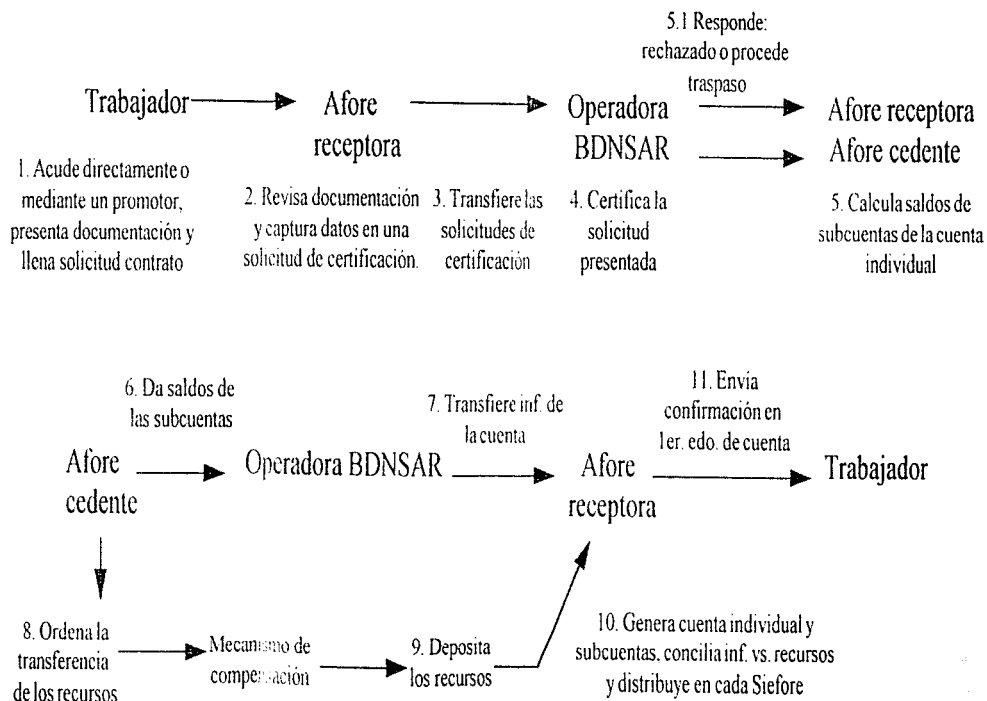 5.1 Responde:
rechazado o procede
traspaso
Trabajador
Afore
receptora
Operadora
BDNSAR
Afore receptora
Afore cedente
1. Acude directamente o
mediante un promotor,
presenta documentación y
llena solicitud contrato
2. Revisa documentación
y captura datos en una
solicitud de certificación.
3. Transfiere las
solicitudes de
certificación
4. Certifica la
solicitud
presentada
5. Calcula saldos de
subcuentas de la cuenta
individual
6. Da saldos de
las subcuentas
7. Transfiere inf. de
la cuenta
11. Envía
confirmación en
1er. edo. de cuenta
Afore
cedente
Operadora BDNSAR
Afore
receptora
Trabajador
8. Ordena la
transferencia
de los recursos
Mecanismo de
compensación
9. Deposita
los recursos
10. Genera cuenta individual y
subcuentas, concilia inf. vs. recursos
y distribuye en cada Siefore